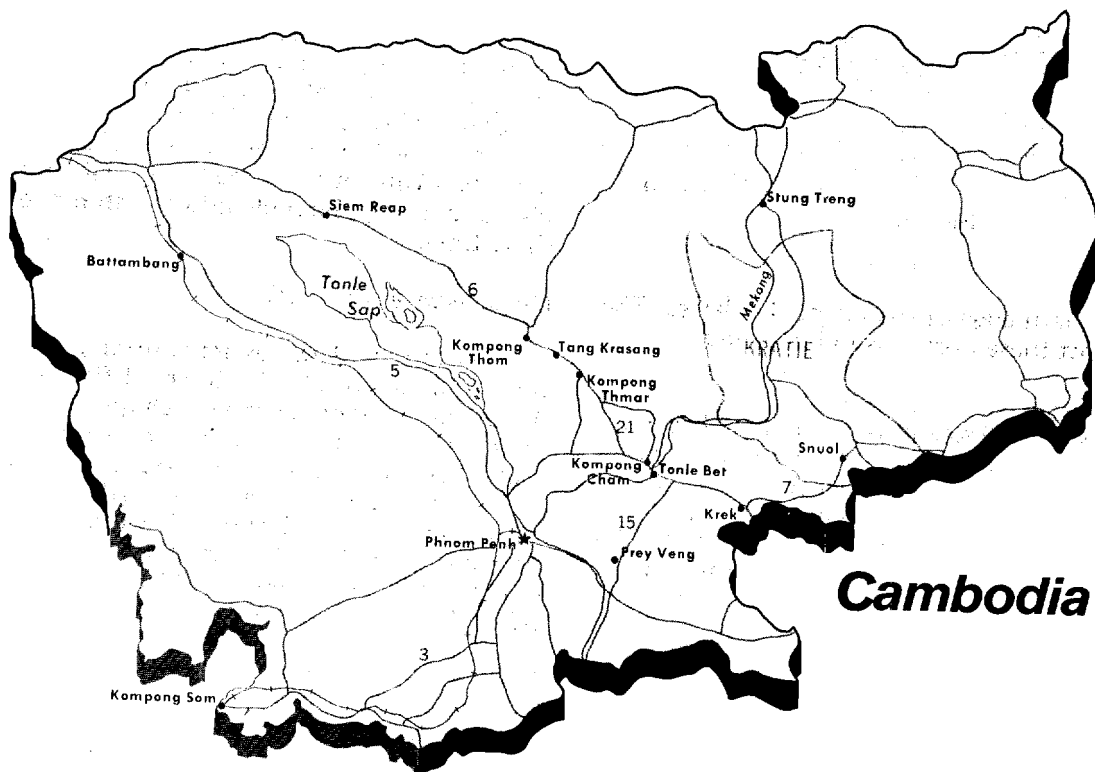 Stung Treng
Siem Reap
Battambang
Tonle
Sap
6
Mekong
Kompong
Thom
Tang Krasang
KRATIE
5
Kompong
Thmar
21
Snuol
Kompong
Cham
Tonle Bet
7
Krek
15
Phnom Penh
Prey Veng
Cambodia
3
Kompong Som